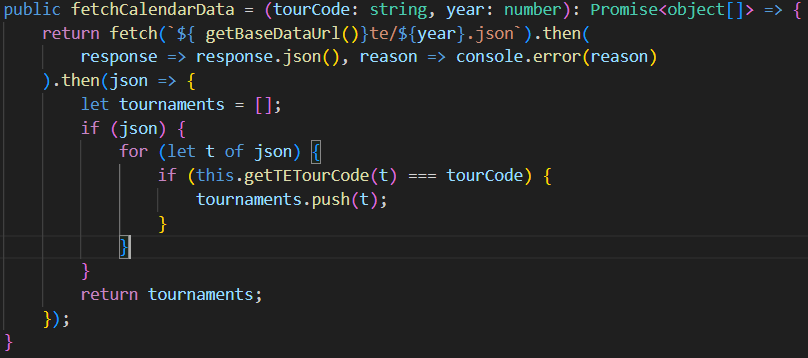 public fetchCalendarData = (tourCode: string, year: number): Promise<object[]> => {
    return fetch(`${ getBaseDataUrl()}te/${year}.json`).then(
        response => response.json(), reason => console.error(reason)
    ).then(json => {
        let tournaments = [];
        if (json) {
            for (let t of json) {
                if (this.getTETourCode(t) === tourCode) {
                    tournaments.push(t);
                }
            }
        }
        return tournaments;
    });
}